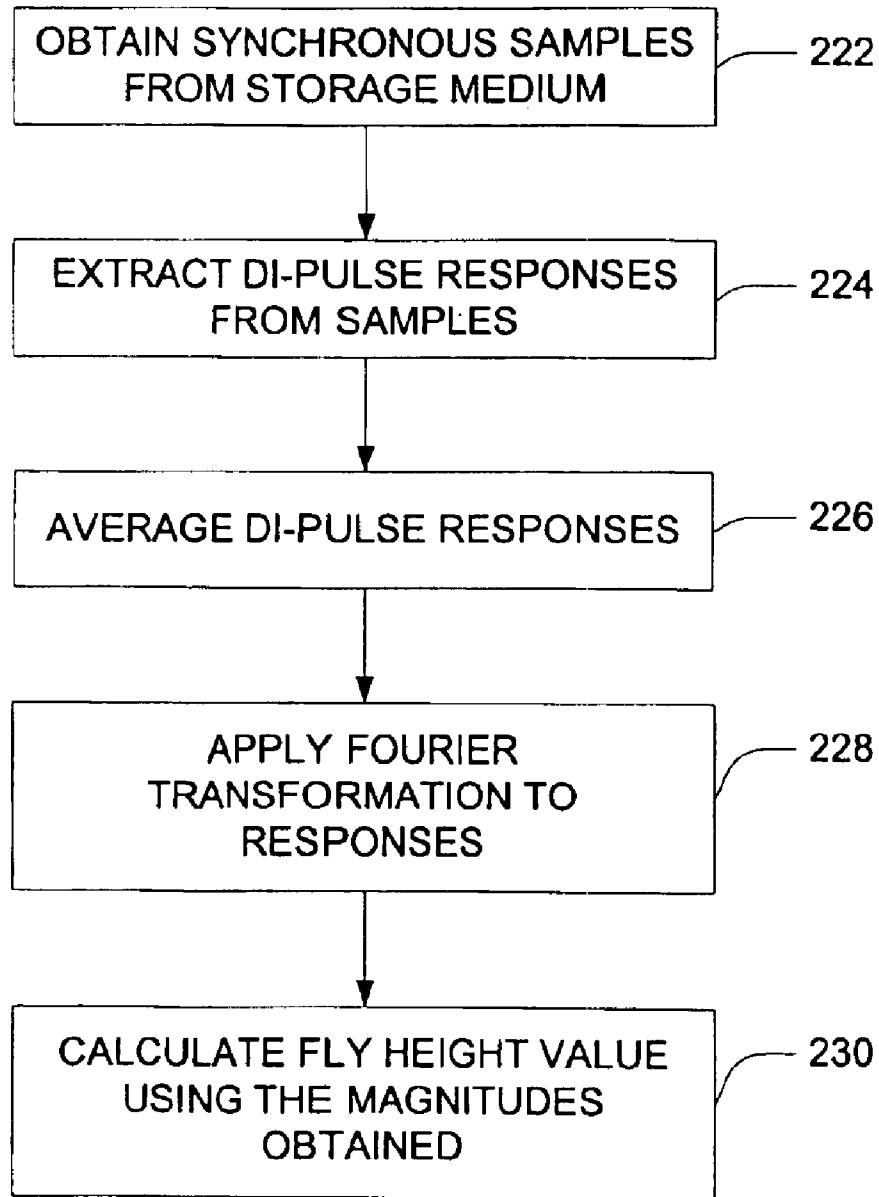 OBTAIN SYNCHRONOUS SAMPLES
FROM STORAGE MEDIUM
222
EXTRACT DI-PULSE RESPONSES
FROM SAMPLES
224
AVERAGE DI-PULSE RESPONSES
226
APPLY FOURIER
TRANSFORMATION TO
RESPONSES
228
CALCULATE FLY HEIGHT VALUE
USING THE MAGNITUDES
OBTAINED
230